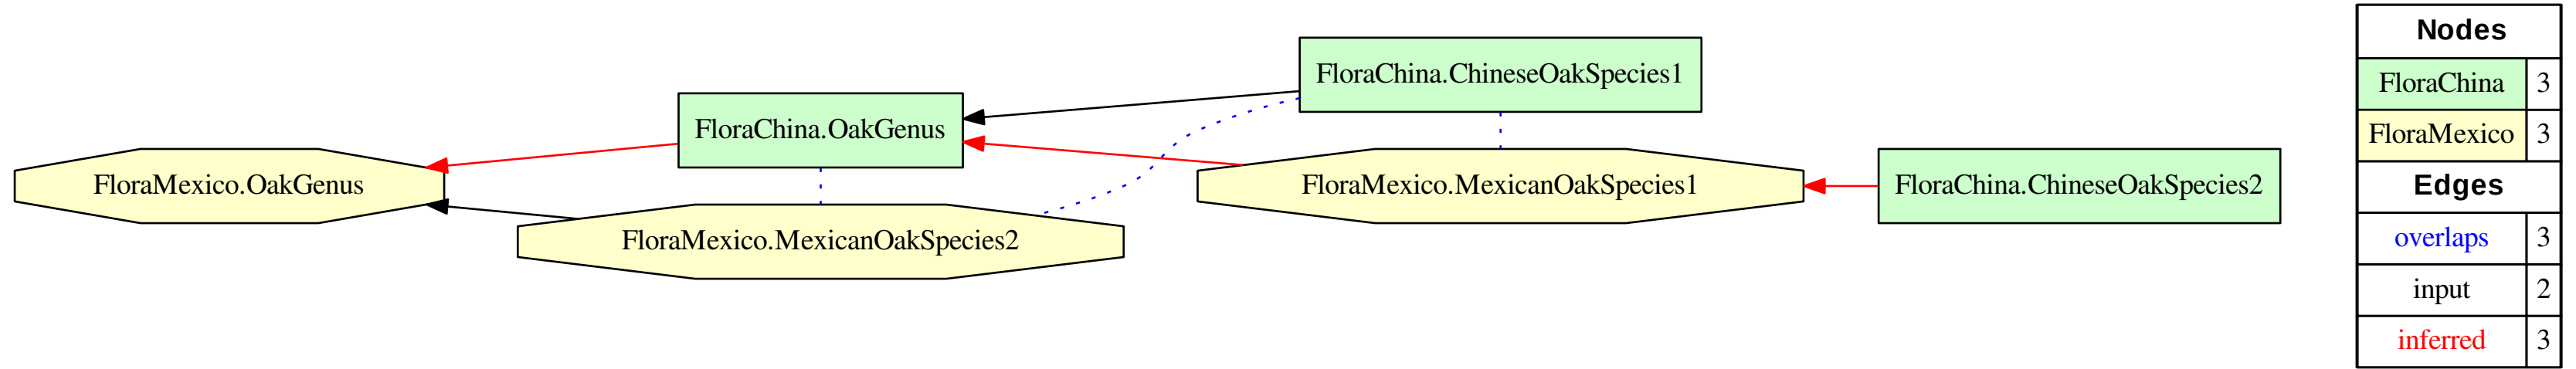 FloraChina.ChineseOakSpecies1
FloraChina.OakGenus
FloraMexico.OakGenus
FloraMexico.MexicanOakSpecies1
FloraChina.ChineseOakSpecies2
FloraMexico.MexicanOakSpecies2
Nodes
FloraChina 3
FloraMexico 3
Edges
overlaps 3
input 2
inferred 3